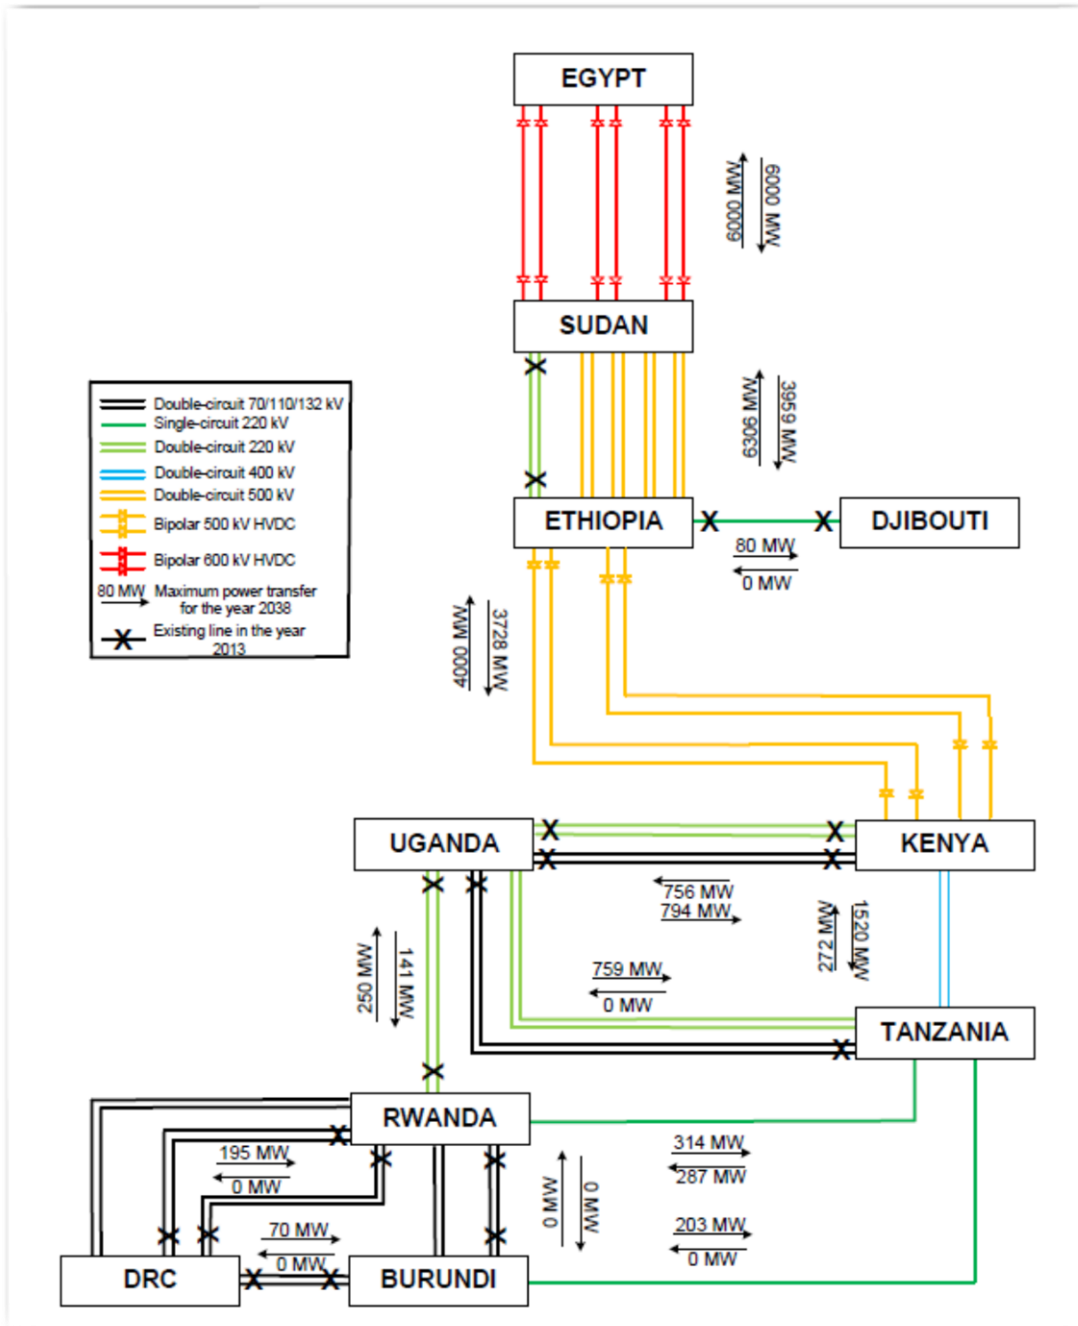 EGYPT
6000 MW
6000 MW
SUDAN
6306 MW
3959 MW
Double-circuit 70/110/132 kV
Single-circuit 220 kV
Double-circuit 220 kV
Double-circuit 400 kV
Double-circuit 500 kV
Bipolar 500 kV HVDC
Bipolar 600 kV HVDC
80 MW Maximum power transfer
for the year 2038
X Existing line in the year
2013
X
X
ETHIOPIA
X
X
DJIBOUTI
80 MW
0 MW
4000 MW
3728 MW
UGANDA
X
X
KENYA
X
X
756 MW
794 MW
272 MW
1520 MW
X
X
250 MW
141 MW
759 MW
0 MW
TANZANIA
X
X
RWANDA
X
195 MW
0 MW
X
X
314 MW
287 MW
0 MW
0 MW
203 MW
0 MW
X
X
X
70 MW
0 MW
DRC
X
X
BURUNDI